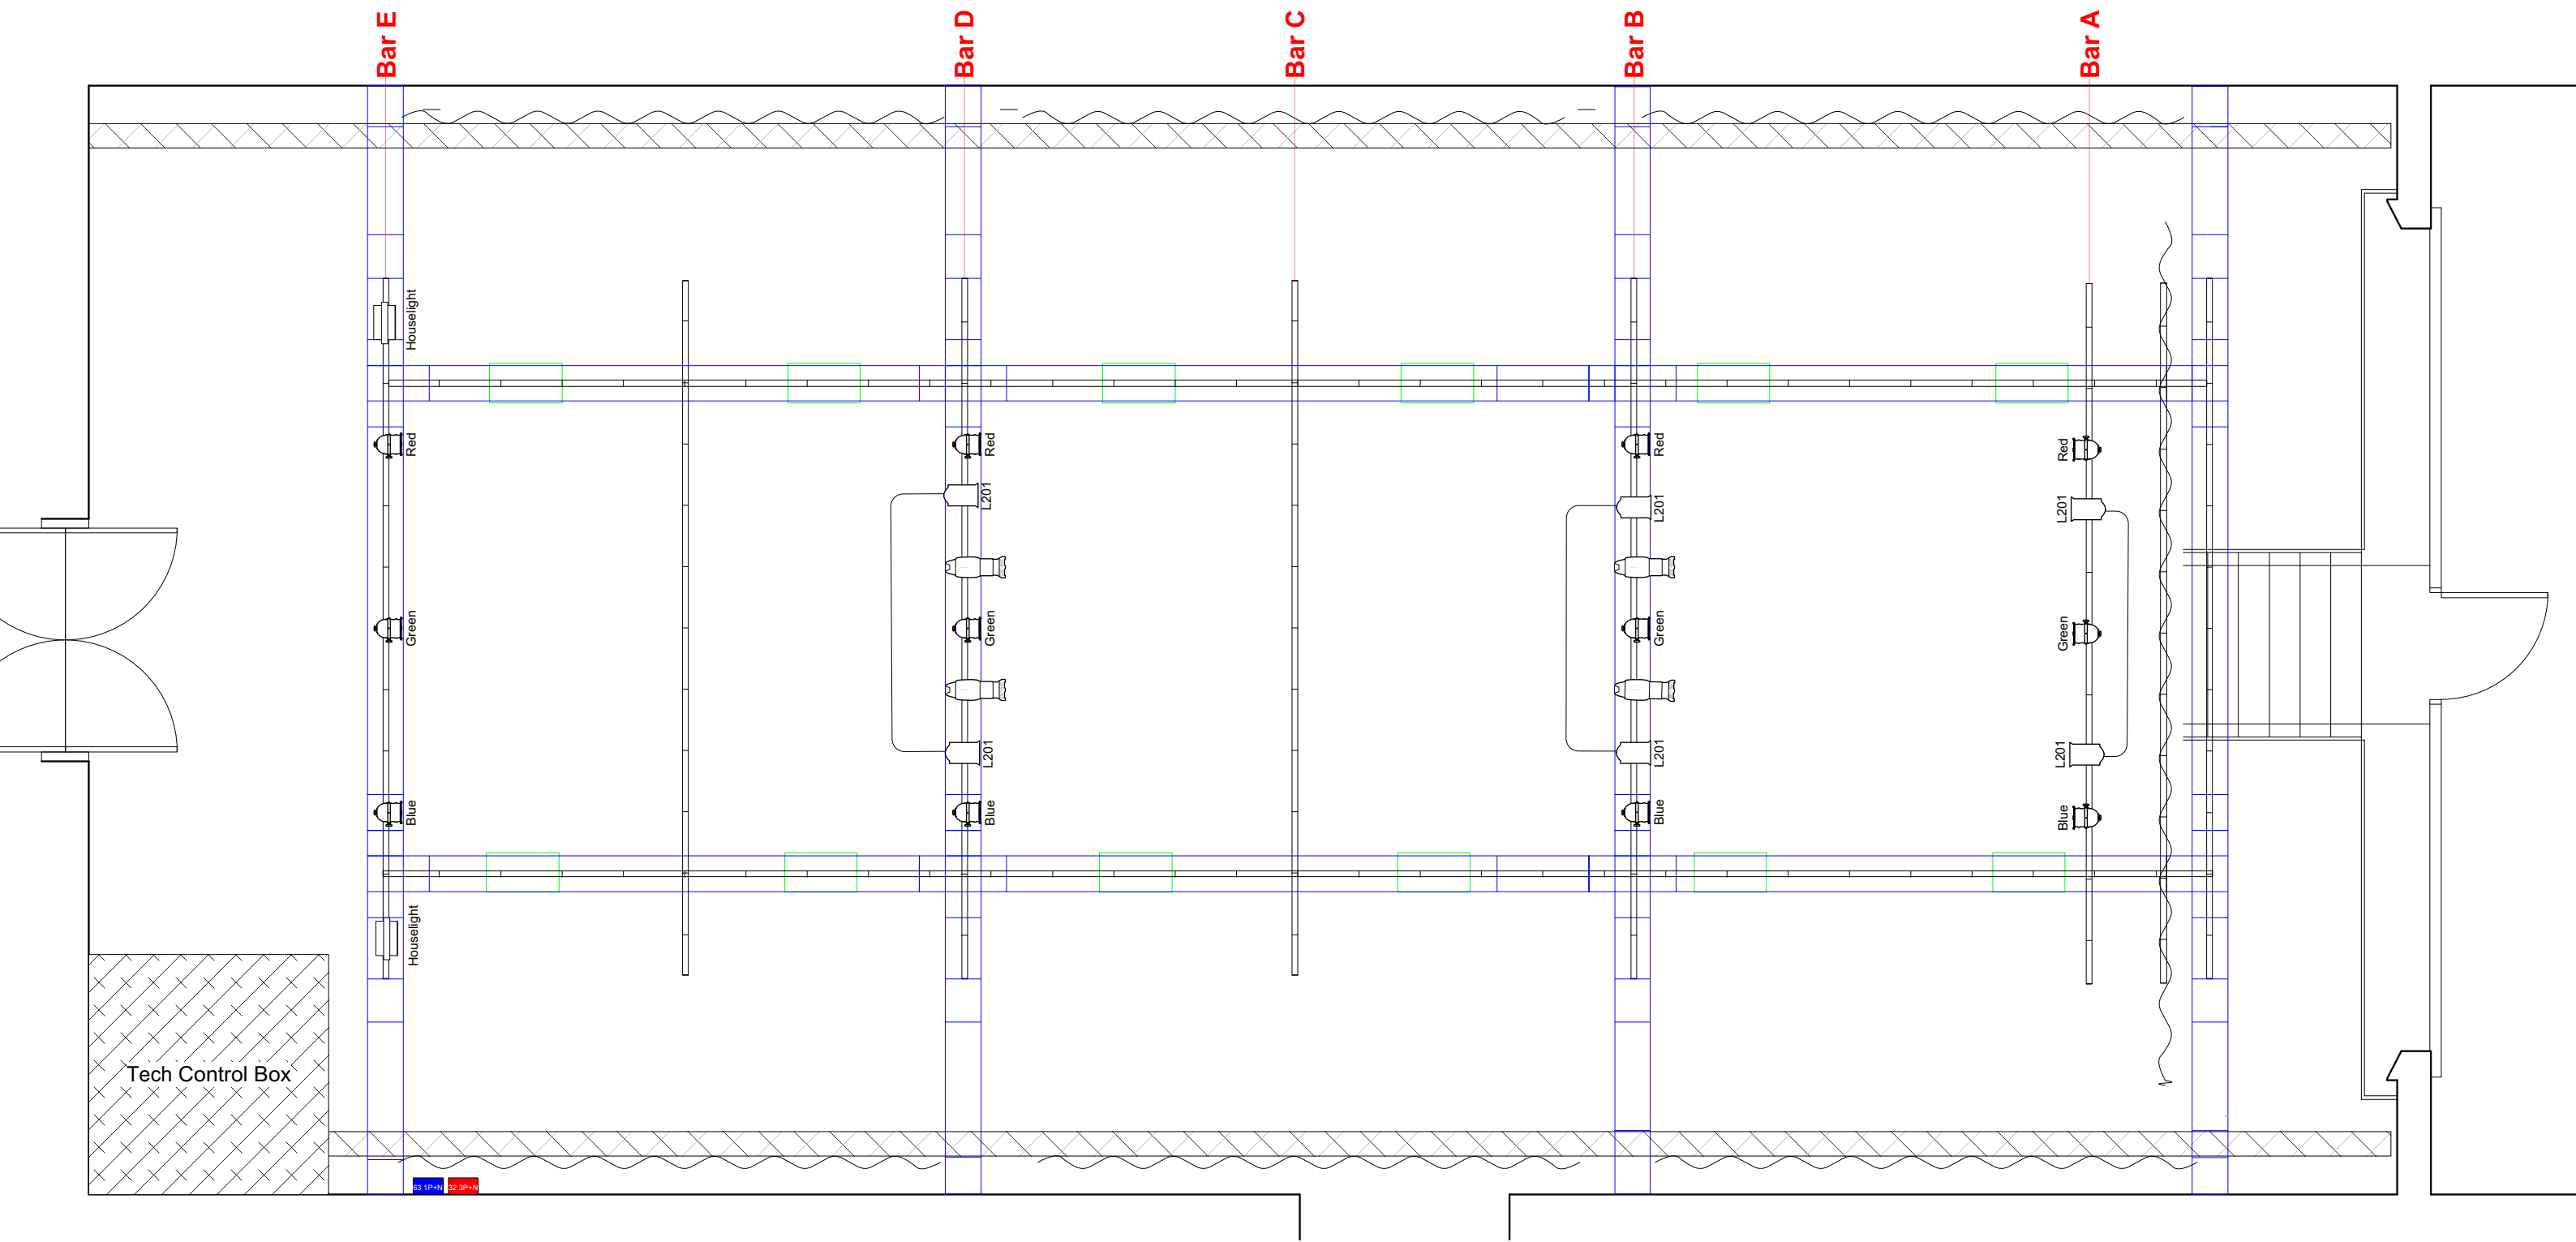 Bar E
Bar D
Bar C
Bar B
Bar A
Houselight
Red
Red
Red
Red
L201
L201
L201
Green
Green
Green
Green
L201
L201
L201
Blue
Blue
Blue
Blue
Houselight
Tech Control Box
63 1P+N
32 3P+N